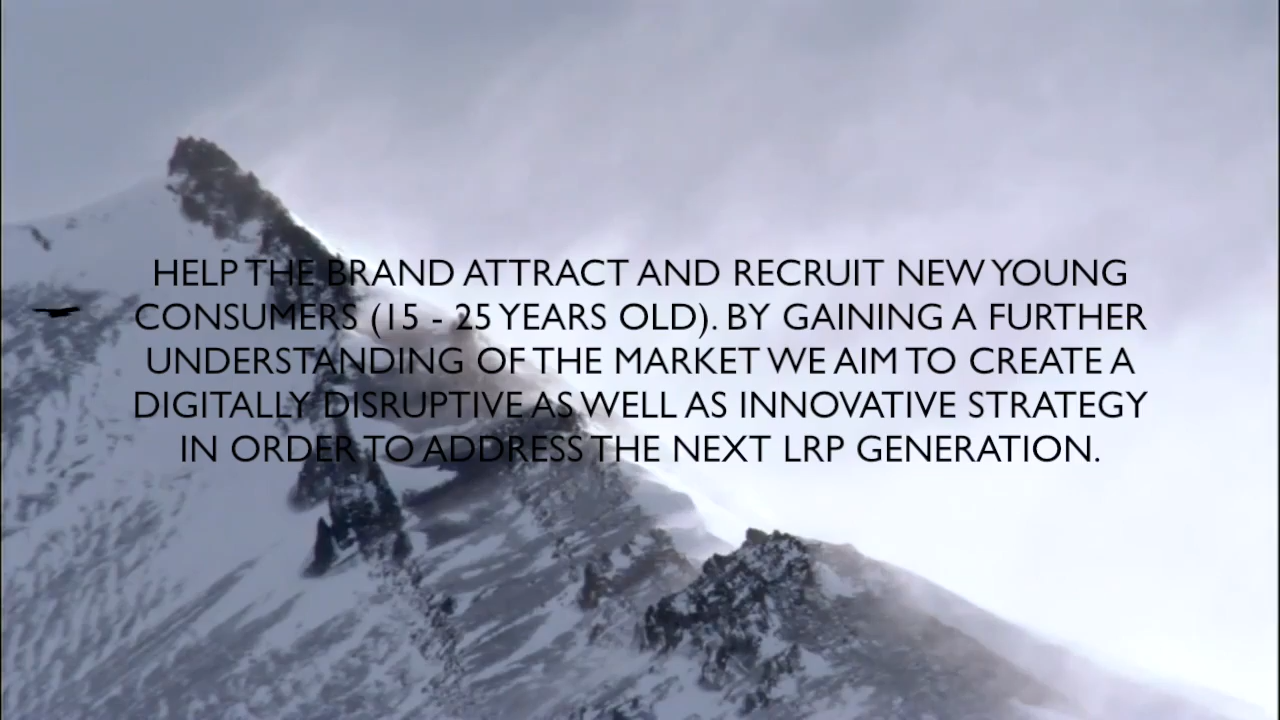 HELP THE BRAND ATTRACT AND RECRUIT NEW YOUNG
CONSUMERS (15 - 25 YEARS OLD). BY GAINING A FURTHER
UNDERSTANDING OF THE MARKET WE AIM TO CREATE A
DIGITALLY DISRUPTIVE AS WELL AS INNOVATIVE STRATEGY
IN ORDER TO ADDRESS THE NEXT LRP GENERATION.